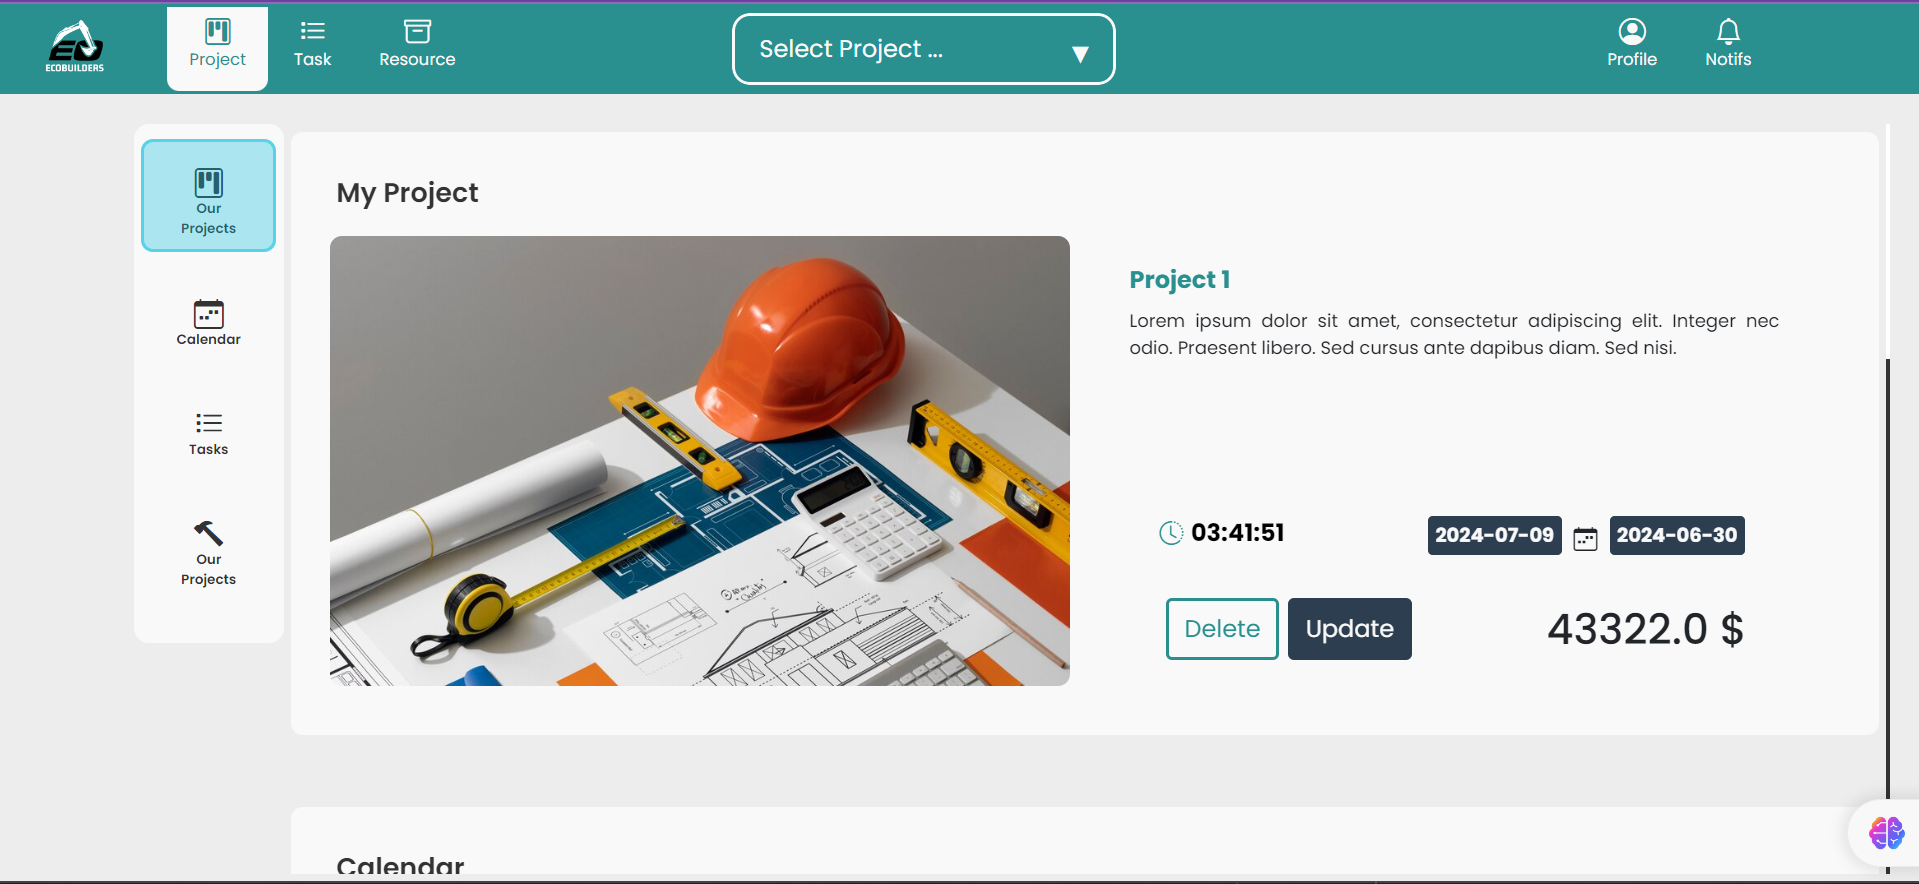 ECOBUILDERS
Project
Task
Resource
Select Project ...
Profile
Notifs
Our
Projects
Calendar
Tasks
Our
Projects
My Project
Project 1
Lorem ipsum dolor sit amet, consectetur adipiscing elit. Integer nec
odio. Praesent libero. Sed cursus ante dapibus diam. Sed nisi.
03:41:51
2024-07-09
2024-06-30
Delete
Update
43322.0 $
Calendar